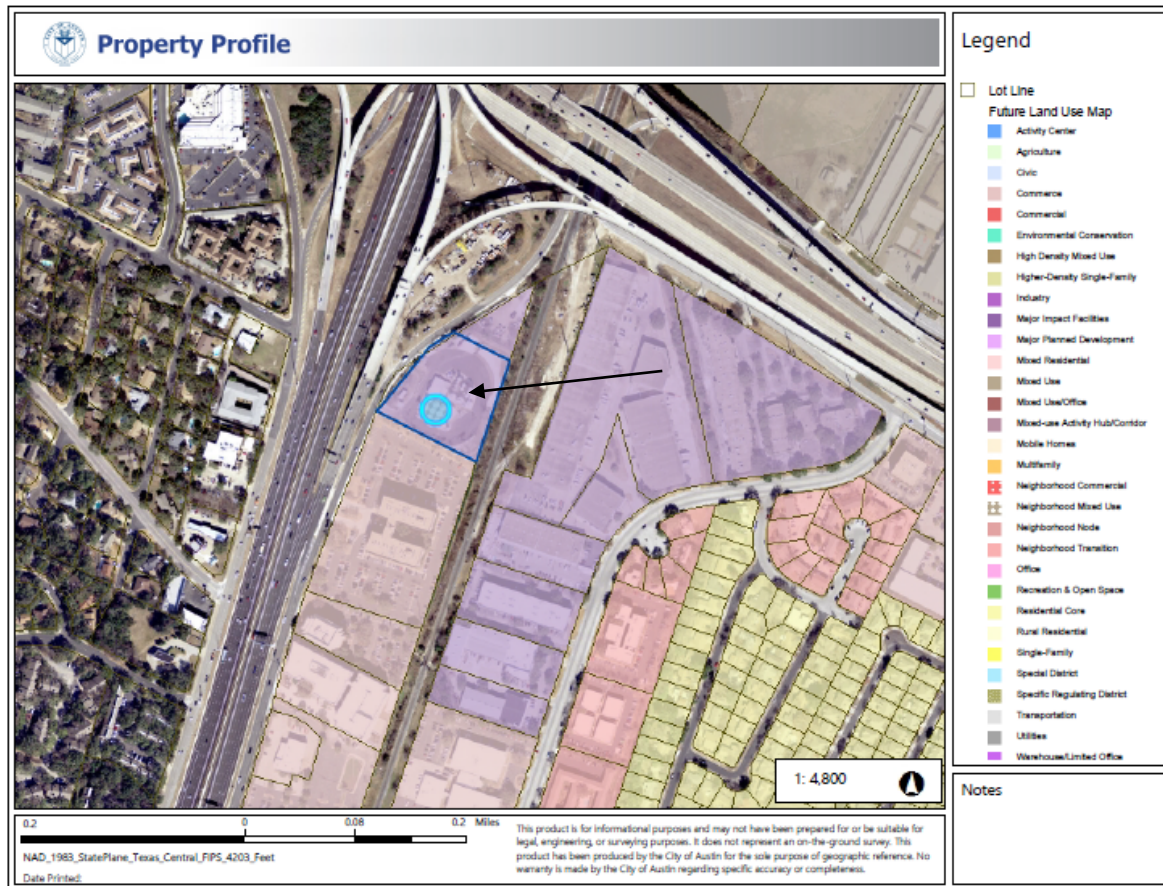 Property Profile
Legend
Lot Line
Future Land Use Map
Activity Center
Agriculture
Civic
Commerce
Commercial
Environmental Conservation
High Density Mixed Use
Higher-Density Single-Family
Industry
Major Impact Facilities
Major Planned Development
Mixed Residential
Mixed Use
Mixed Use/Office
Mixed-use Activity Hub/Corridor
Mobile Homes
Multifamily
Neighborhood Commercial
Neighborhood Mixed Use
Neighborhood Node
Neighborhood Transition
Office
Recreation & Open Space
Residential Core
Rural Residential
Single-Family
Special District
Specific Regulating District
Transportation
Utilities
Warehouse/Limited Office
1: 4,800
Notes
0.2 0 0.08 0.2 Miles
NAD_1983_StatePlane_Texas_Central_FIPS_4203_Feet
Date Printed:
This product is for informational purposes and may not have been prepared for or be suitable for
legal, engineering, or surveying purposes. It does not represent an on-the-ground survey. This
product has been produced by the City of Austin for the sole purpose of geographic reference. No
warranty is made by the City of Austin regarding specific accuracy or completeness.